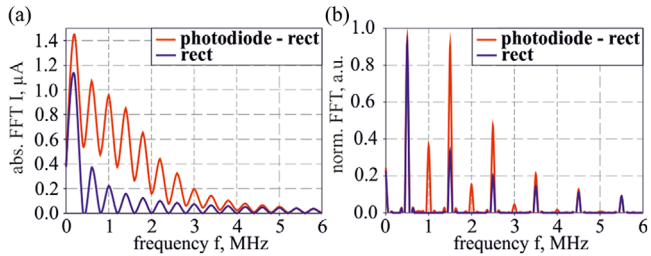 (a)
photodiode - rect
rect
abs. FFT I, μA
1.4
1.2
1.0
0.8
0.6
0.4
0.2
0.0
0 1 2 3 4 5 6
frequency f, MHz
(b)
photodiode - rect
rect
norm. FFT, a.u.
1.0
0.8
0.6
0.4
0.2
0
0 1 2 3 4 5 6
frequency f, MHz